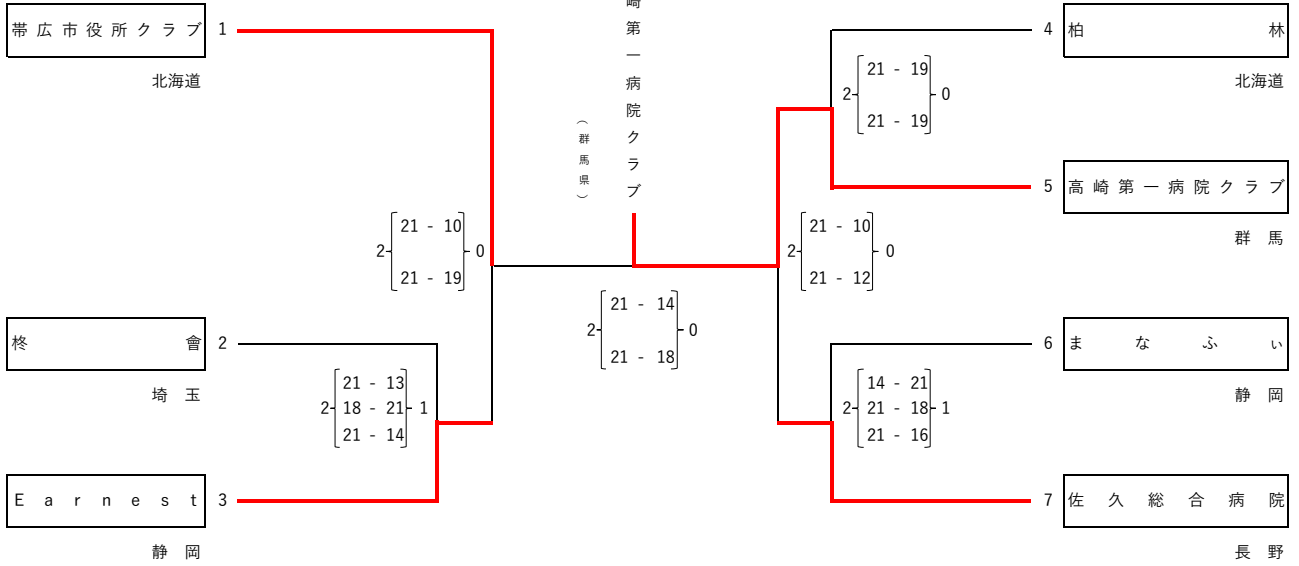 帯広市役所クラブ 1
北海道
柊會 2
埼玉
Earnest 3
静岡
2 21 - 10 0
21 - 19
2 21 - 13 1
18 - 21
21 - 14
崎第一病院クラブ
（群馬県）
2 21 - 14 0
21 - 18
4 柏林
北海道
2 21 - 19 0
21 - 19
5 高崎第一病院クラブ
群馬
2 21 - 10 0
21 - 12
6 まなふぃ
静岡
2 14 - 21 1
21 - 18
21 - 16
7 佐久総合病院
長野